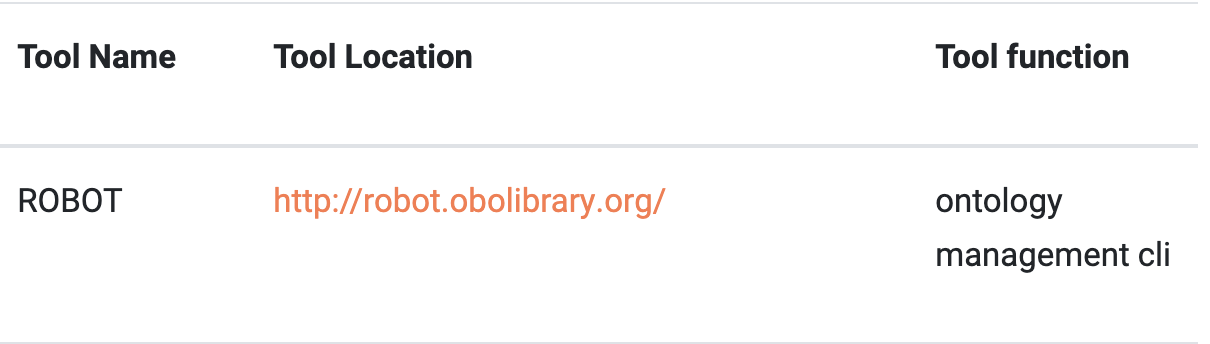 Tool Name Tool Location Tool function
ROBOT http://robot.obolibrary.org/ ontology
management cli